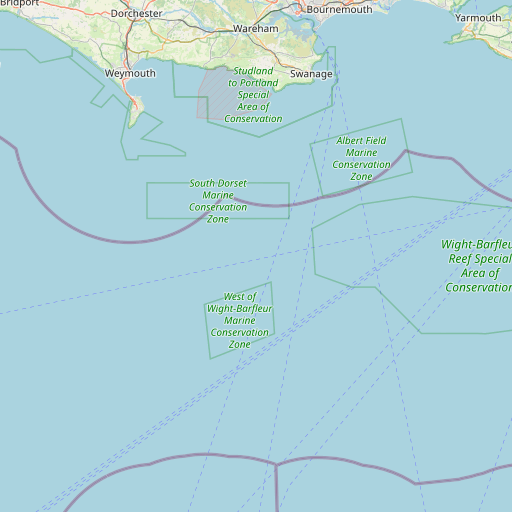 Bridport
Dorchester
Bournemouth
Yarmouth
Wareham
Weymouth
Swanage
Studland
to Portland
Special
Area of
Conservation
Albert Field
Marine
Conservation
Zone
South Dorset
Marine
Conservation
Zone
Wight-Barfleur
Reef Special
Area of
Conservation
West of
Wight-Barfleur
Marine
Conservation
Zone